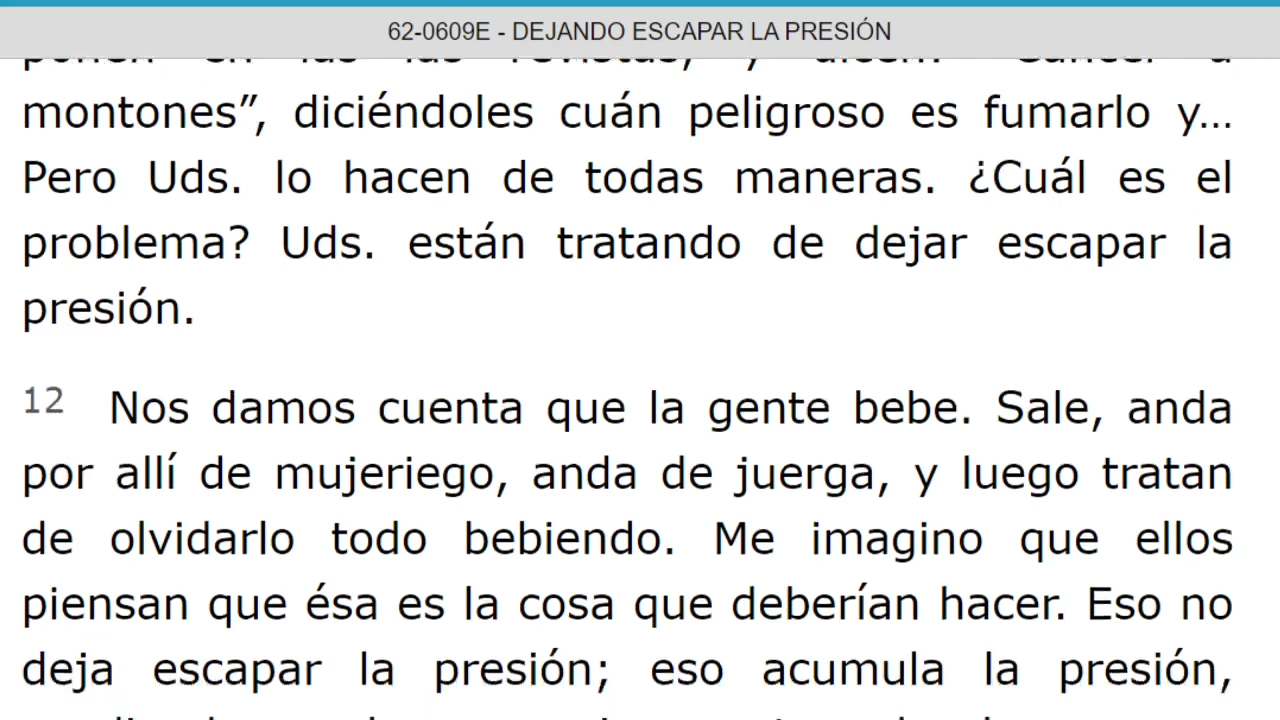 62-0609E - DEJANDO ESCAPAR LA PRESIÓN
montones”, diciéndoles cuán peligroso es fumarlo y…
Pero Uds. lo hacen de todas maneras. ¿Cuál es el
problema? Uds. están tratando de dejar escapar la
presión.
12 Nos damos cuenta que la gente bebe. Sale, anda
por allí de mujeriego, anda de juerga, y luego tratan
de olvidarlo todo bebiendo. Me imagino que ellos
piensan que ésa es la cosa que deberían hacer. Eso no
deja escapar la presión; eso acumula la presión,